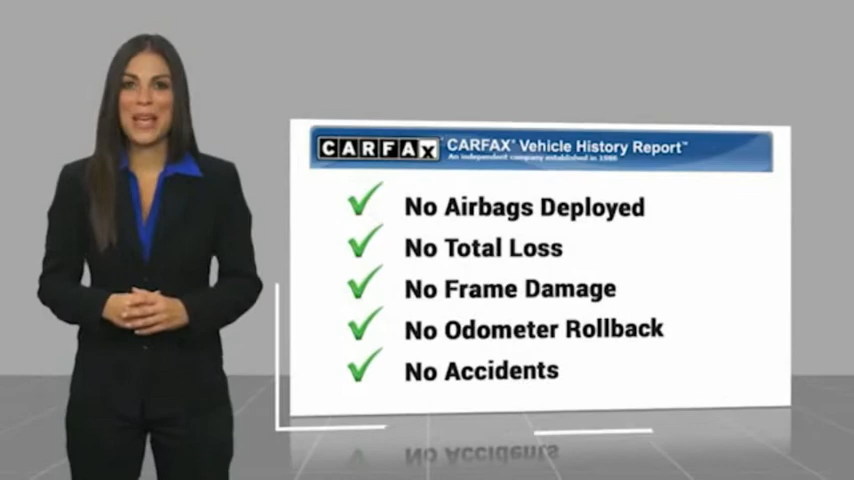 CARFAX CARFAX® Vehicle History Report™
An independent company established in 1986
No Airbags Deployed
No Total Loss
No Frame Damage
No Odometer Rollback
No Accidents
No Accidents